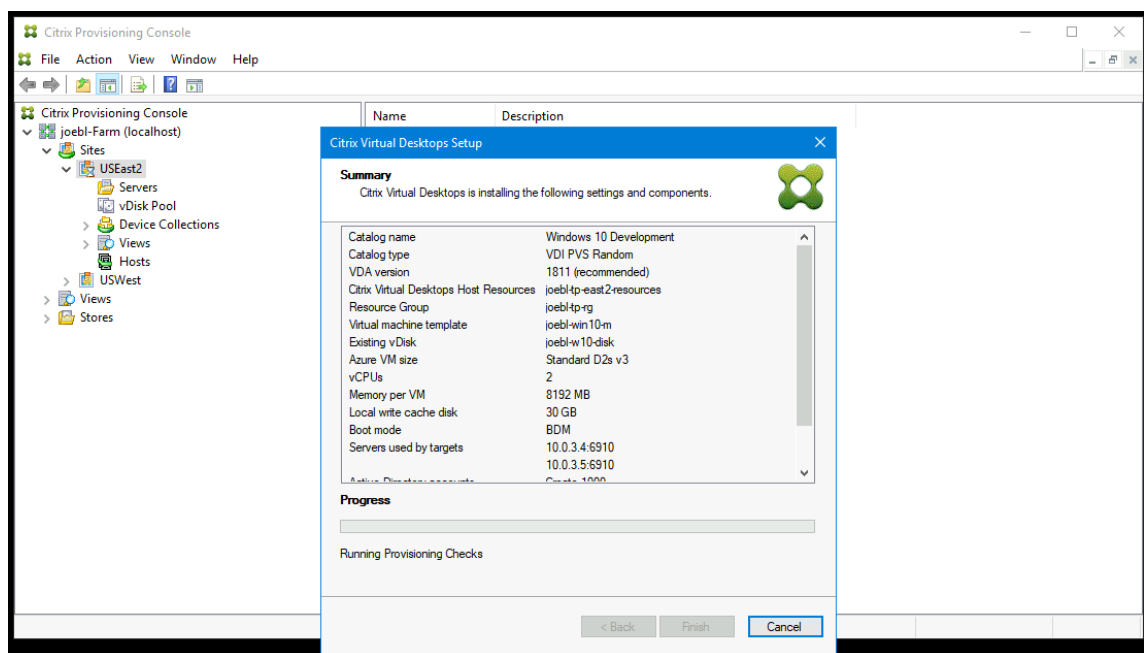 Citrix Provisioning Console
File Action View Window Help
Citrix Provisioning Console
joebl-Farm (localhost)
Sites
USEast2
Servers
vDisk Pool
Device Collections
Views
Hosts
USWest
Views
Stores
Name Description
Citrix Virtual Desktops Setup
Summary
Citrix Virtual Desktops is installing the following settings and components.
Catalog name Windows 10 Development
Catalog type VDI PVS Random
VDA version 1811 (recommended)
Citrix Virtual Desktops Host Resources joebl-tp-east2-resources
Resource Group joebl-tp-rg
Virtual machine template joebl-win10-m
Existing vDisk joebl-w10-disk
Azure VM size Standard D2s v3
vCPUs 2
Memory per VM 8192 MB
Local write cache disk 30 GB
Boot mode BDM
Servers used by targets 10.0.3.4:6910
10.0.3.5:6910
Active Directory accounts Create 1000
Progress
Running Provisioning Checks
< Back Finish Cancel